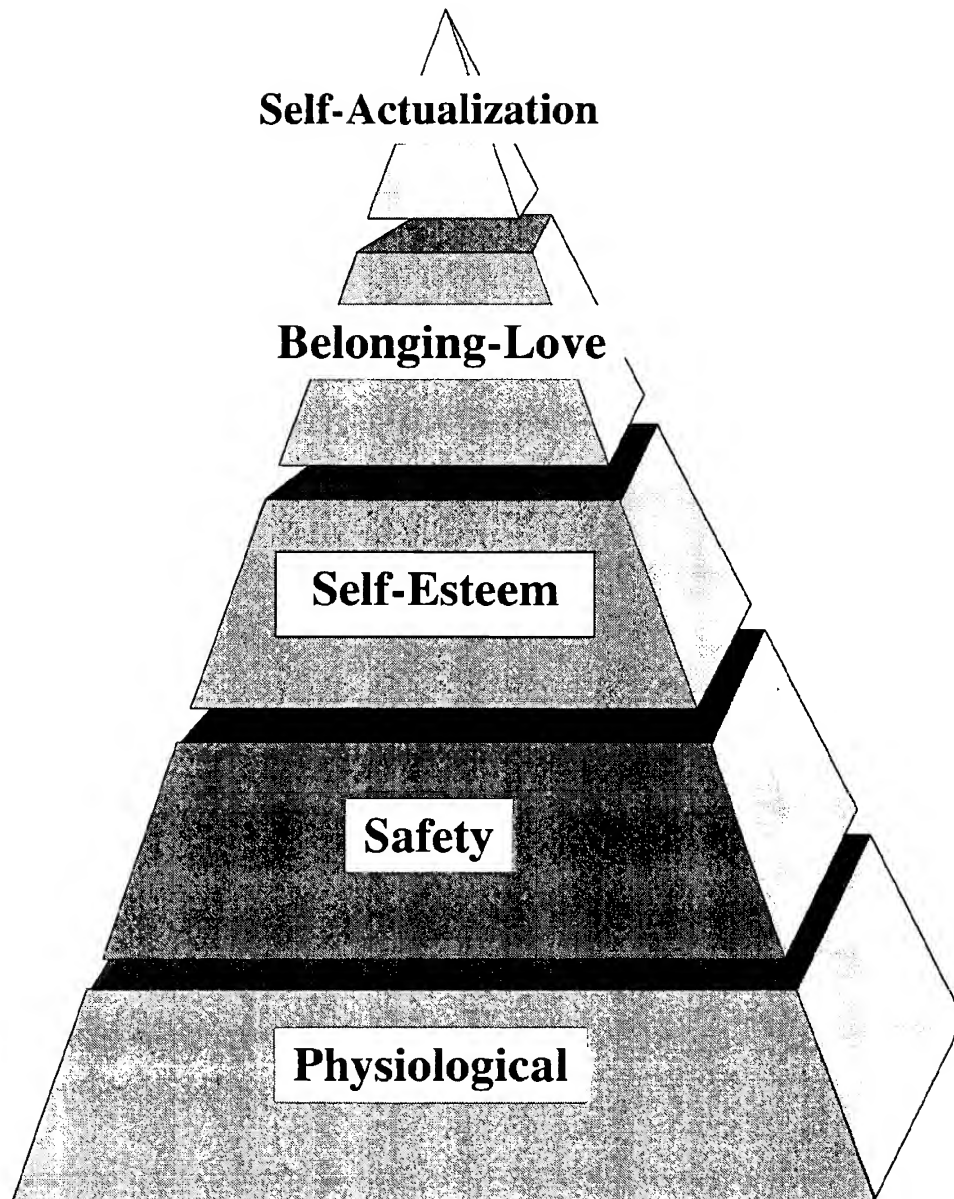 Self-Actualization
Belonging-Love
Self-Esteem
Safety
Physiological